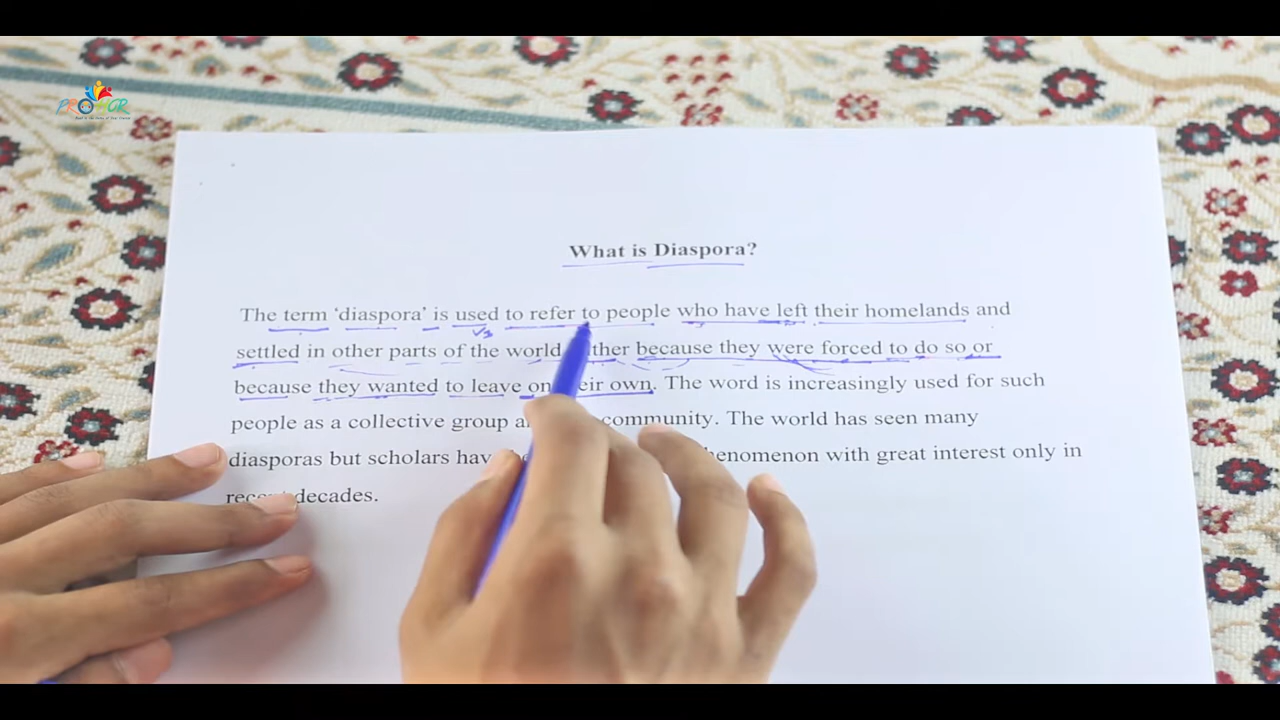 PROMOR
What is Diaspora?
The term ‘diaspora’ is used to refer to people who have left their homelands and
V3
settled in other parts of the world because they were forced to do so or
because they wanted to leave on own. The word is increasingly used for such
people as a collective group community. The world has seen many
diasporas but scholars with great interest only in
decades.